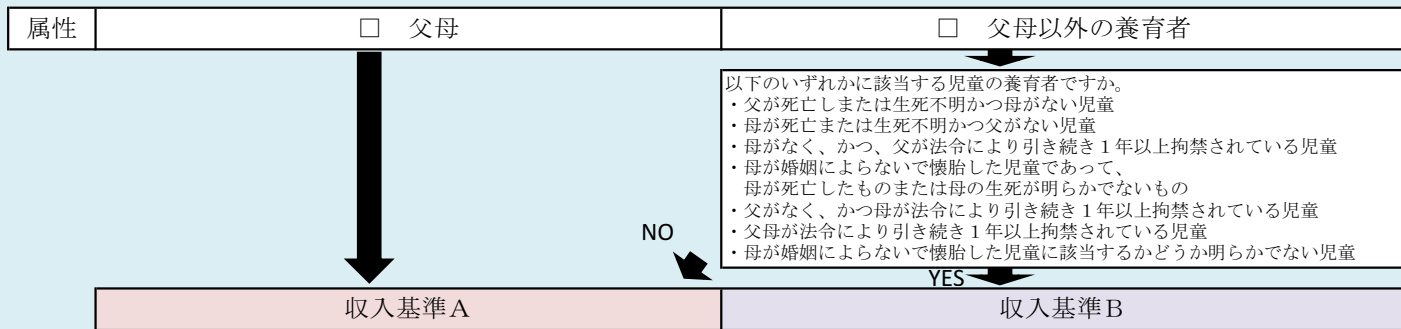 属性
□ 父母
□ 父母以外の養育者
以下のいずれかに該当する児童の養育者ですか。
・父が死亡しまたは生死不明かつ母がない児童
・母が死亡または生死不明かつ父がない児童
・母がなく、かつ、父が法令により引き続き１年以上拘禁されている児童
・母が婚姻によらないで懐胎した児童であって、
母が死亡したものまたは母の生死が明らかでないもの
・父がなく、かつ母が法令により引き続き１年以上拘禁されている児童
・父母が法令により引き続き１年以上拘禁されている児童
・母が婚姻によらないで懐胎した児童に該当するかどうか明らかでない児童
NO
YES
収入基準Ａ
収入基準Ｂ